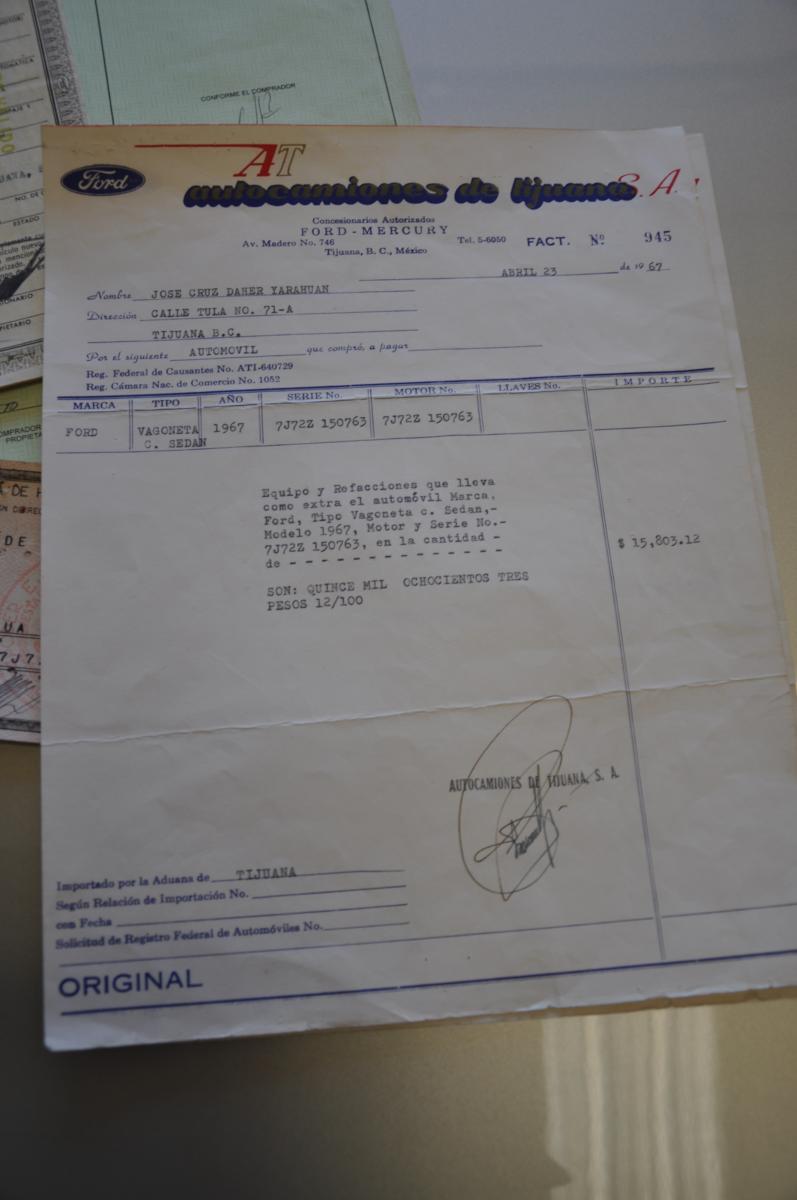 CONFORME EL COMPRADOR
Ford
AT
autocamiones de tijuana S. A.
Concesionarios Autorizados
FORD - MERCURY
Av. Madero No. 746 Tel. 5-6050 FACT. Nº 945
Tijuana, B. C., México
ABRIL 23 de 1967
Nombre JOSE CRUZ DAHER YARAHUAN
Dirección CALLE TULA NO. 71-A
TIJUANA B.C.
Por el siguiente AUTOMOVIL que compró, a pagar
Reg. Federal de Causantes No. ATI-640729
Reg. Cámara Nac. de Comercio No. 1052
MARCA TIPO AÑO SERIE No. MOTOR No. LLAVES No. IMPORTE
FORD VAGONETA 1967 7J72Z 150763 7J72Z 150763
C. SEDAN
Equipo y Refacciones que lleva
como extra el automóvil Marca.
Ford, Tipo Vagoneta c. Sedan,-
Modelo 1967, Motor y Serie No.-
7J72Z 150763, en la cantidad -
de - - - - - - - - - - - - - -
$ 15,803.12
SON: QUINCE MIL OCHOCIENTOS TRES
PESOS 12/100
AUTOCAMIONES DE TIJUANA, S. A.
Importado por la Aduana de TIJUANA
Según Relación de Importación No.
con Fecha
Solicitud de Registro Federal de Automóviles No.
ORIGINAL